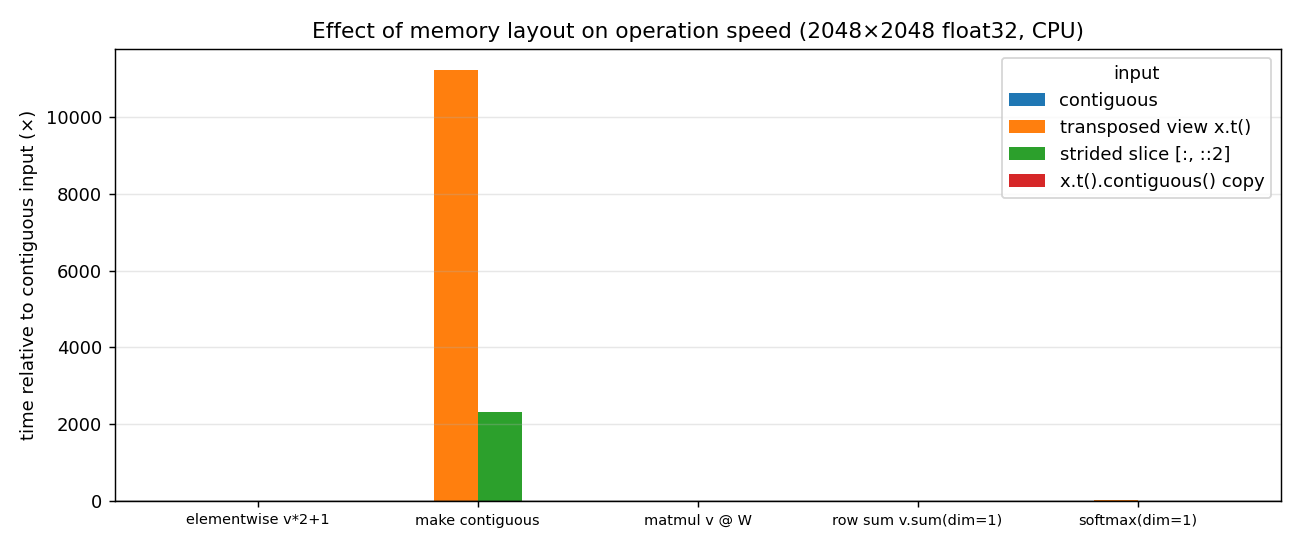 Effect of memory layout on operation speed (2048×2048 float32, CPU)
time relative to contiguous input (×)
10000
8000
6000
4000
2000
0
input
contiguous
transposed view x.t()
strided slice [:, ::2]
x.t().contiguous() copy
elementwise v*2+1
make contiguous
matmul v @ W
row sum v.sum(dim=1)
softmax(dim=1)